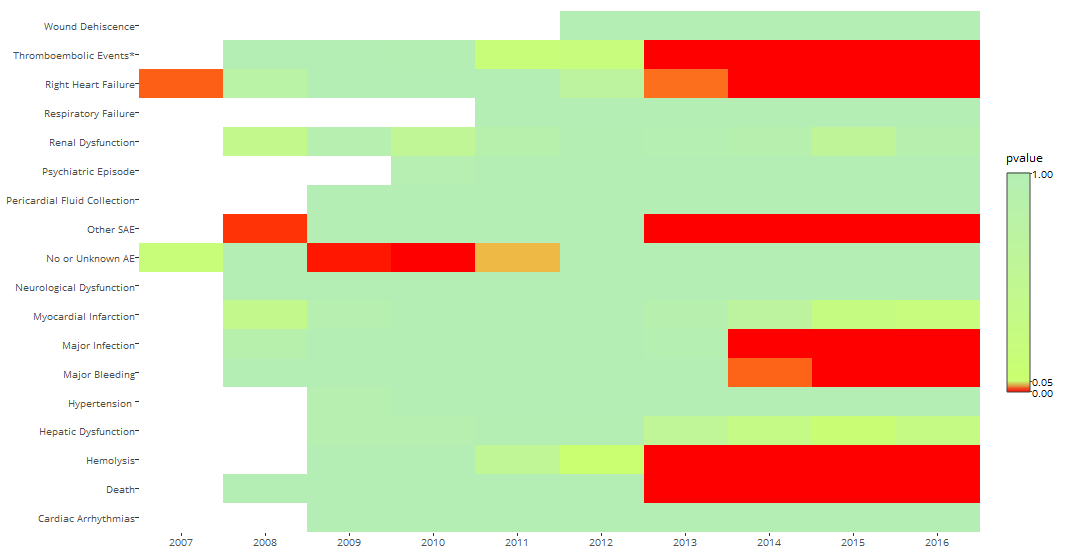 Wound Dehiscence
Thromboembolic Events*
Right Heart Failure
Respiratory Failure
Renal Dysfunction
Psychiatric Episode
Pericardial Fluid Collection
Other SAE
No or Unknown AE
Neurological Dysfunction
Myocardial Infarction
Major Infection
Major Bleeding
Hypertension
Hepatic Dysfunction
Hemolysis
Death
Cardiac Arrhythmias
2007 2008 2009 2010 2011 2012 2013 2014 2015 2016
pvalue
1.00
0.05
0.00